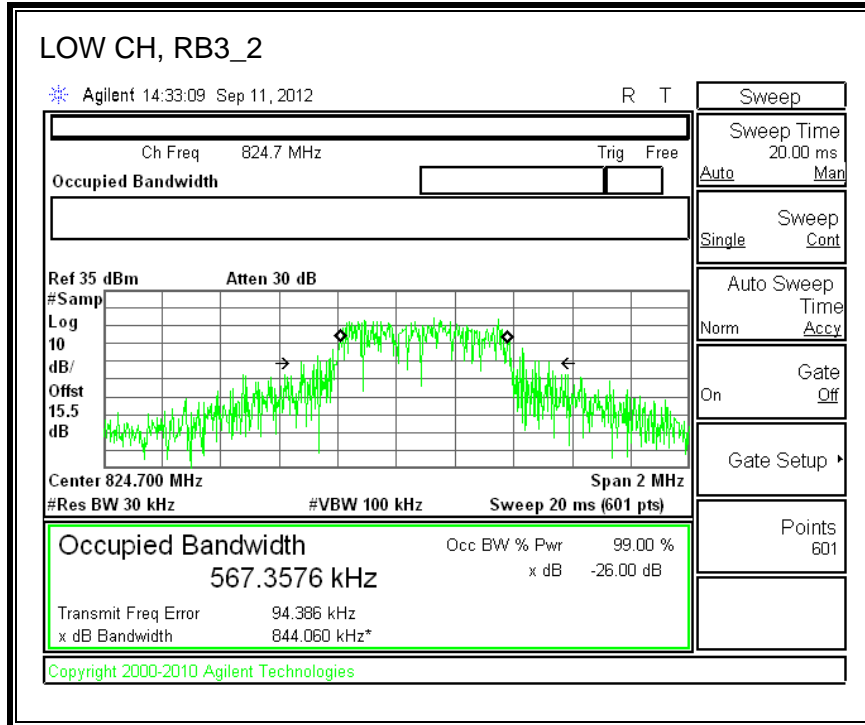 LOW CH, RB3_2
Agilent 14:33:09 Sep 11, 2012 R T
Ch Freq 824.7 MHz Trig Free
Occupied Bandwidth
Ref 35 dBm Atten 30 dB
#Samp
Log
10
dB/
Offst
15.5
dB
Center 824.700 MHz Span 2 MHz
#Res BW 30 kHz #VBW 100 kHz Sweep 20 ms (601 pts)
Occupied Bandwidth Occ BW % Pwr 99.00 %
567.3576 kHz x dB -26.00 dB
Transmit Freq Error 94.386 kHz
x dB Bandwidth 844.060 kHz*
Copyright 2000-2010 Agilent Technologies
Sweep
Sweep Time
20.00 ms
Auto Man
Sweep
Single Cont
Auto Sweep
Time
Norm Accy
Gate
On Off
Gate Setup
Points
601